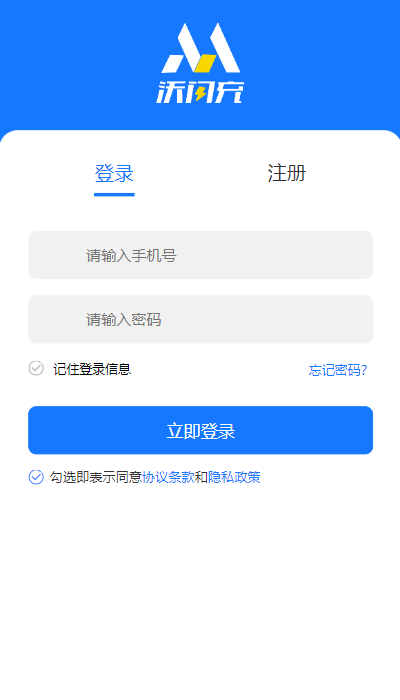 沃闪充
登录 注册
请输入手机号
请输入密码
记住登录信息 忘记密码?
立即登录
勾选即表示同意协议条款和隐私政策